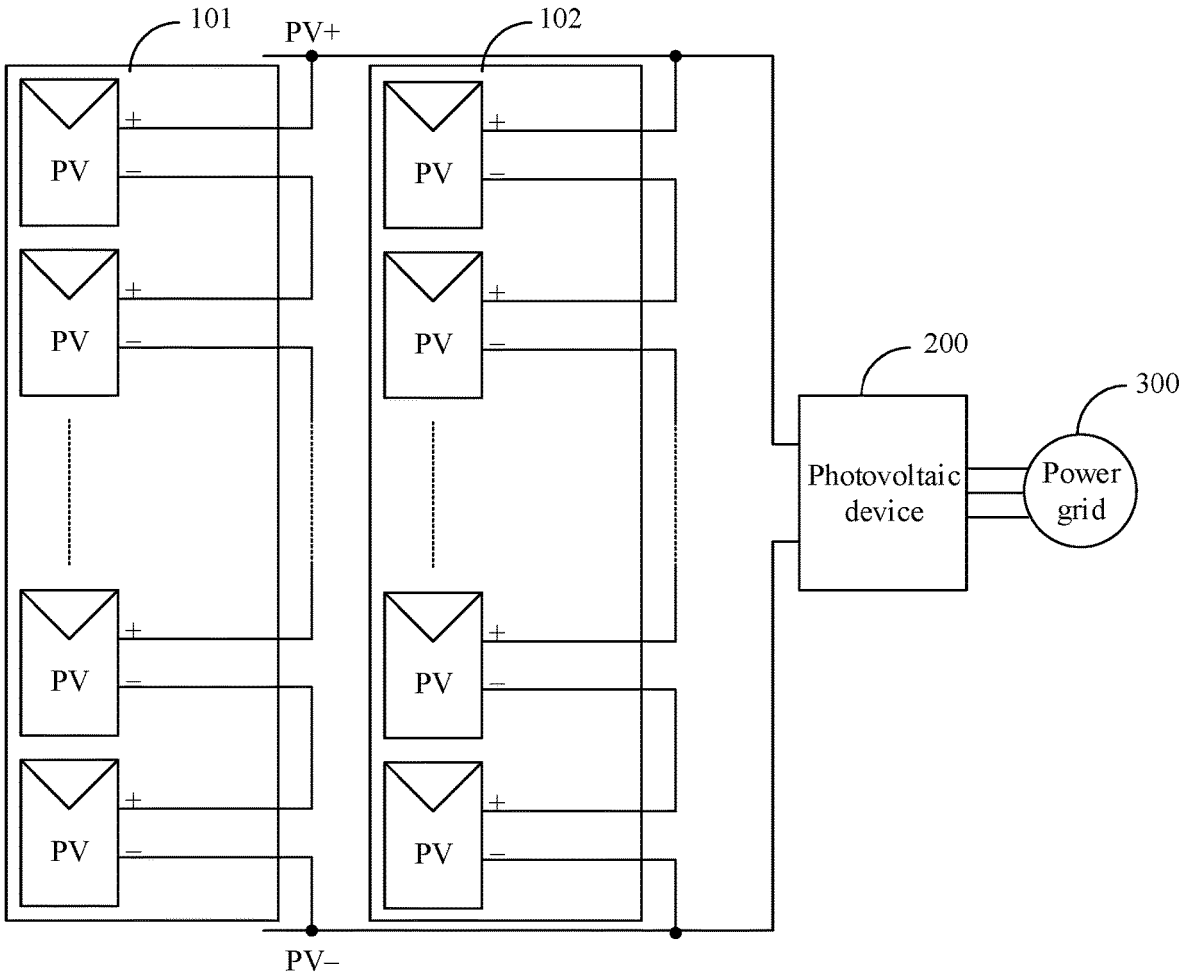 101
PV+
102
+
PV
−
+
PV
−
+
PV
−
+
PV
−
+
PV
−
+
PV
−
+
PV
−
+
PV
−
PV−
200
Photovoltaic
device
300
Power
grid